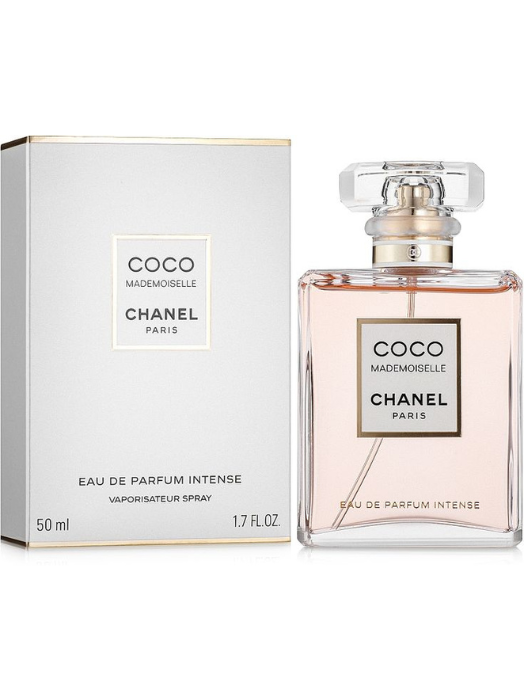 COCO
MADEMOISELLE
CHANEL
PARIS
EAU DE PARFUM INTENSE
VAPORISATEUR SPRAY
50 ml
1.7 FL.OZ.
COCO
MADEMOISELLE
CHANEL
PARIS
EAU DE PARFUM INTENSE